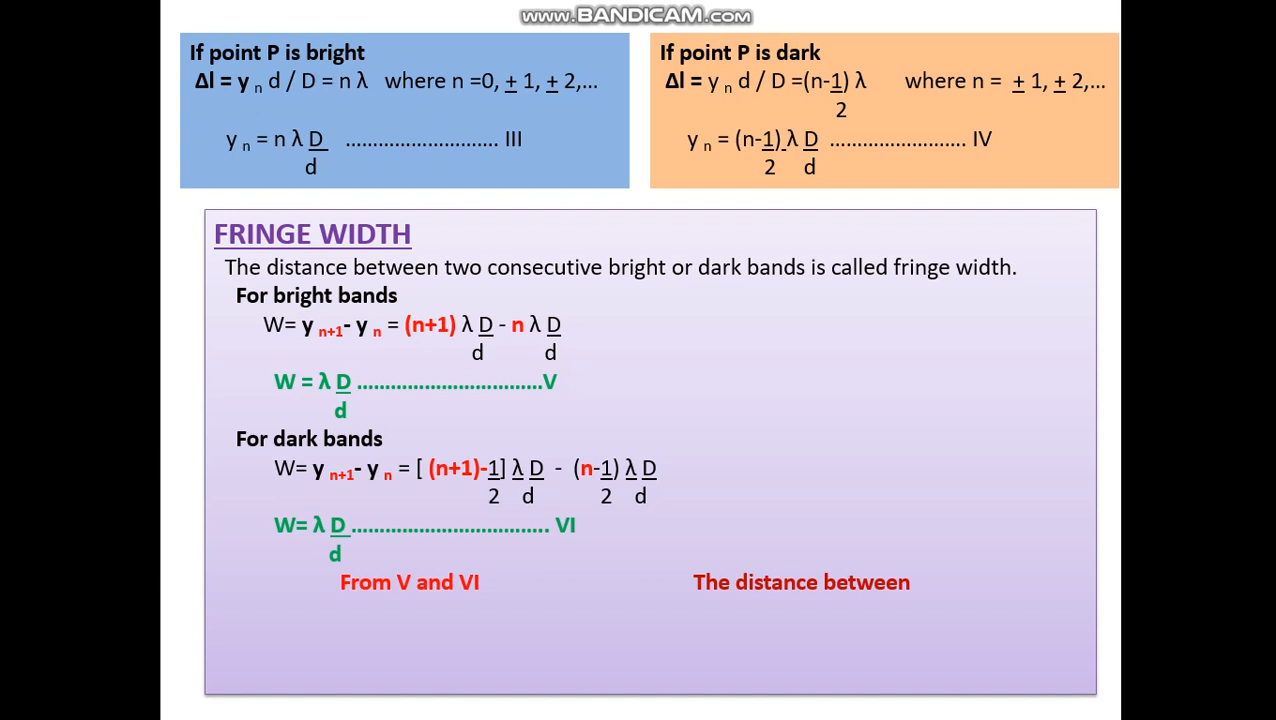 www.BANDICAM.com
If point P is bright
Δl = y n d / D = n λ where n =0, + 1, + 2,...
y n = n λ D ............................ III
d
If point P is dark
Δl = y n d / D =(n-1) λ where n = + 1, + 2,...
2
y n = (n-1) λ D ......................... IV
2 d
FRINGE WIDTH
The distance between two consecutive bright or dark bands is called fringe width.
For bright bands
W= y n+1- y n = (n+1) λ D - n λ D
d d
W = λ D .................................V
d
For dark bands
W= y n+1- y n = [ (n+1)-1] λ D - (n-1) λ D
2 d 2 d
W= λ D ................................... VI
d
From V and VI The distance between